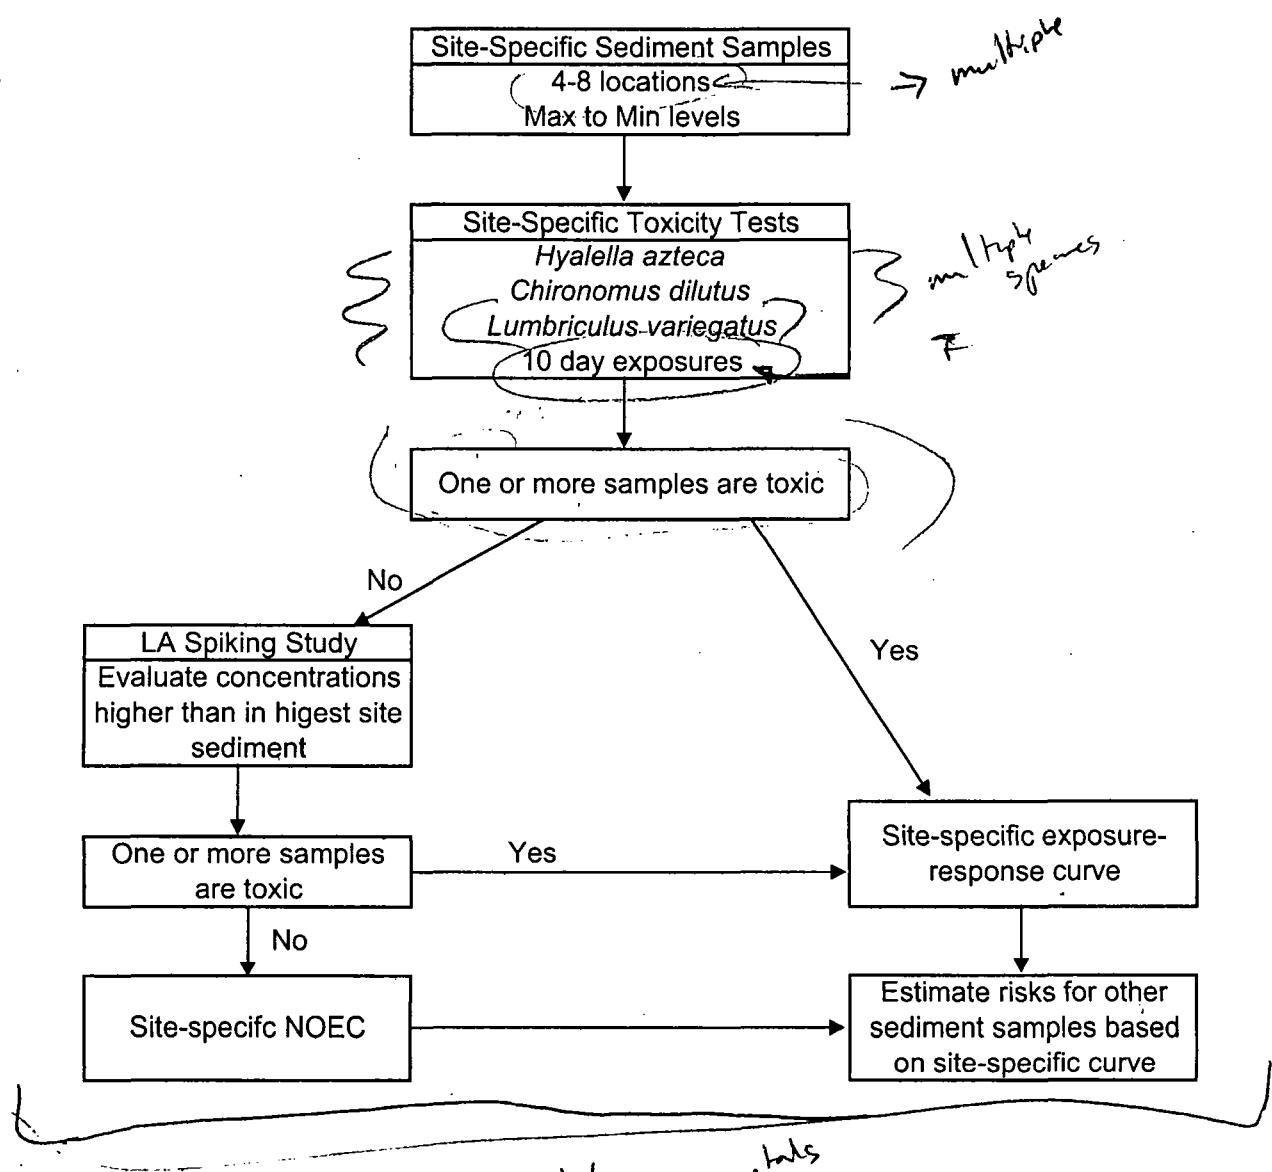 Site-Specific Sediment Samples
4-8 locations
Max to Min levels
multiple
Site-Specific Toxicity Tests
Hyalella azteca
Chironomus dilutus
Lumbriculus variegatus
10 day exposures
multiple
species
One or more samples are toxic
No
Yes
LA Spiking Study
Evaluate concentrations
higher than in higest site
sediment
One or more samples
are toxic
Yes
Site-specific exposure-
response curve
No
Site-specifc NOEC
Estimate risks for other
sediment samples based
on site-specific curve